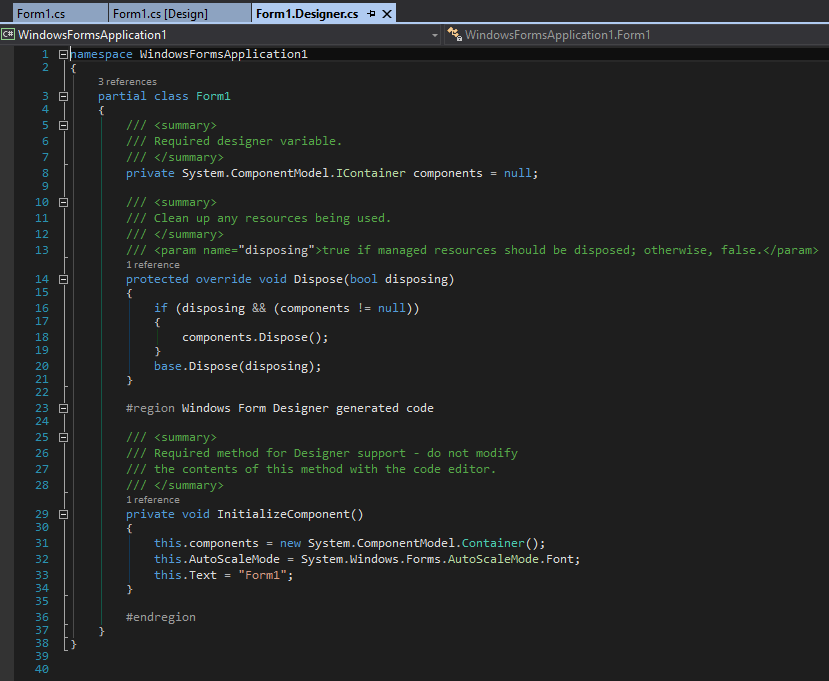 Form1.cs Form1.cs [Design] Form1.Designer.cs
C# WindowsFormsApplication1 WindowsFormsApplication1.Form1
1 namespace WindowsFormsApplication1
2 {
3 references
3 partial class Form1
4 {
5 /// <summary>
6 /// Required designer variable.
7 /// </summary>
8 private System.ComponentModel.IContainer components = null;
9
10 /// <summary>
11 /// Clean up any resources being used.
12 /// </summary>
13 /// <param name="disposing">true if managed resources should be disposed; otherwise, false.</param>
1 reference
14 protected override void Dispose(bool disposing)
15 {
16 if (disposing && (components != null))
17 {
18 components.Dispose();
19 }
20 base.Dispose(disposing);
21 }
22
23 #region Windows Form Designer generated code
24
25 /// <summary>
26 /// Required method for Designer support - do not modify
27 /// the contents of this method with the code editor.
28 /// </summary>
1 reference
29 private void InitializeComponent()
30 {
31 this.components = new System.ComponentModel.Container();
32 this.AutoScaleMode = System.Windows.Forms.AutoScaleMode.Font;
33 this.Text = "Form1";
34 }
35
36 #endregion
37 }
38 }
39
40